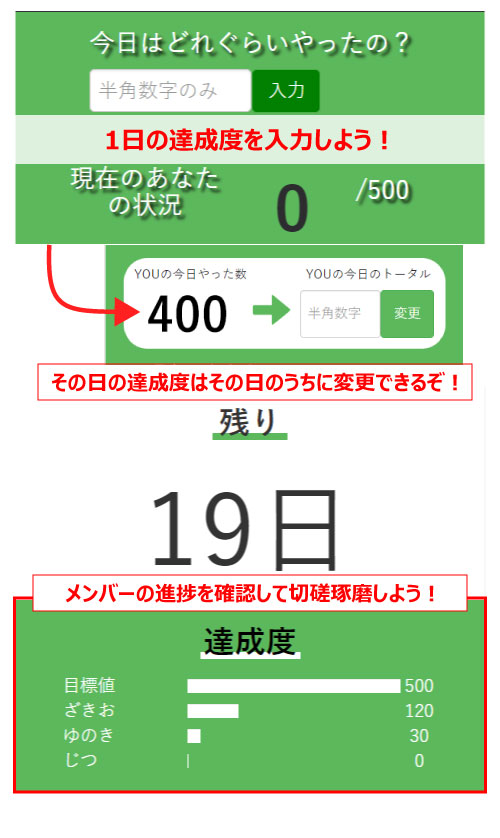 今日はどれぐらいやったの？
半角数字のみ 入力
1日の達成度を入力しよう！
現在のあなた
の状況
0 /500
YOUの今日やった数 YOUの今日のトータル
400 半角数字 変更
その日の達成度はその日のうちに変更できるぞ！
残り
19日
メンバーの進捗を確認して切磋琢磨しよう！
達成度
目標値 500
ざきお 120
ゆのき 30
じつ 0